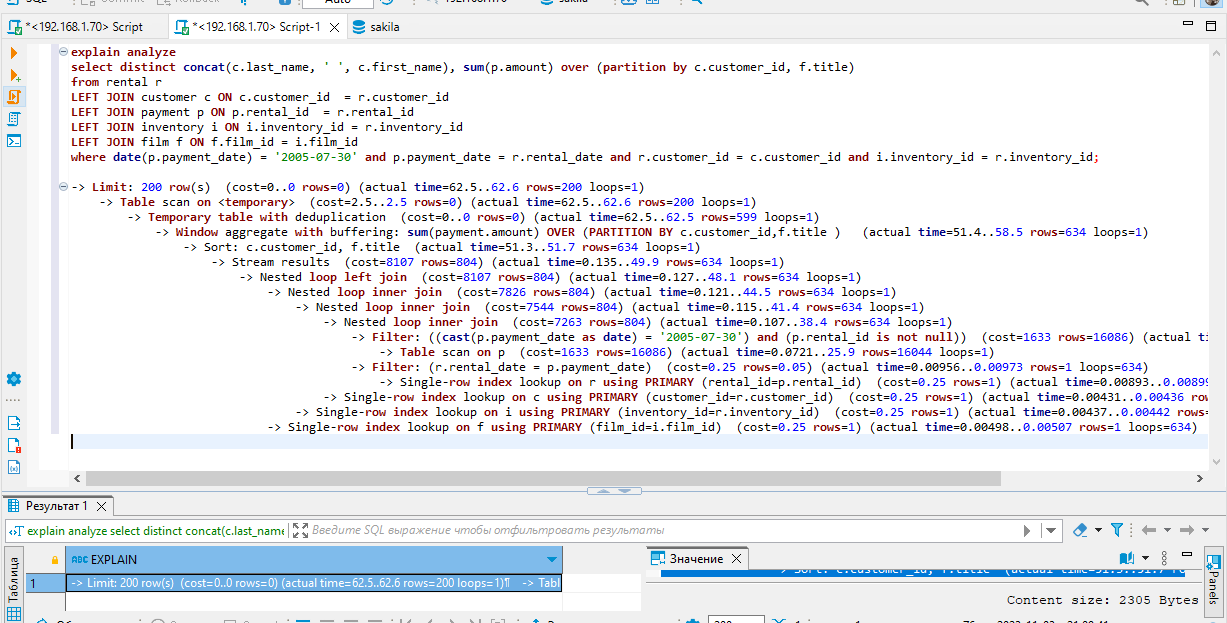 Auto
*<192.168.1.70> Script
*<192.168.1.70> Script-1
sakila
explain analyze
select distinct concat(c.last_name, ' ', c.first_name), sum(p.amount) over (partition by c.customer_id, f.title)
from rental r
LEFT JOIN customer c ON c.customer_id  = r.customer_id
LEFT JOIN payment p ON p.rental_id  = r.rental_id
LEFT JOIN inventory i ON i.inventory_id = r.inventory_id
LEFT JOIN film f ON f.film_id = i.film_id
where date(p.payment_date) = '2005-07-30' and p.payment_date = r.rental_date and r.customer_id = c.customer_id and i.inventory_id = r.inventory_id;
-> Limit: 200 row(s)  (cost=0..0 rows=0) (actual time=62.5..62.6 rows=200 loops=1)
-> Table scan on <temporary>  (cost=2.5..2.5 rows=0) (actual time=62.5..62.6 rows=200 loops=1)
-> Temporary table with deduplication  (cost=0..0 rows=0) (actual time=62.5..62.5 rows=599 loops=1)
-> Window aggregate with buffering: sum(payment.amount) OVER (PARTITION BY c.customer_id,f.title )   (actual time=51.4..58.5 rows=634 loops=1)
-> Sort: c.customer_id, f.title  (actual time=51.3..51.7 rows=634 loops=1)
-> Stream results  (cost=8107 rows=804) (actual time=0.135..49.9 rows=634 loops=1)
-> Nested loop left join  (cost=8107 rows=804) (actual time=0.127..48.1 rows=634 loops=1)
-> Nested loop inner join  (cost=7826 rows=804) (actual time=0.121..44.5 rows=634 loops=1)
-> Nested loop inner join  (cost=7544 rows=804) (actual time=0.115..41.4 rows=634 loops=1)
-> Nested loop inner join  (cost=7263 rows=804) (actual time=0.107..38.4 rows=634 loops=1)
-> Filter: ((cast(p.payment_date as date) = '2005-07-30') and (p.rental_id is not null))  (cost=1633 rows=16086) (actual
-> Table scan on p  (cost=1633 rows=16086) (actual time=0.0721..25.9 rows=16044 loops=1)
-> Filter: (r.rental_date = p.payment_date)  (cost=0.25 rows=0.05) (actual time=0.00956..0.00973 rows=1 loops=634)
-> Single-row index lookup on r using PRIMARY (rental_id=p.rental_id)  (cost=0.25 rows=1) (actual time=0.00893..0.00899
-> Single-row index lookup on c using PRIMARY (customer_id=r.customer_id)  (cost=0.25 rows=1) (actual time=0.00431..0.00436
-> Single-row index lookup on i using PRIMARY (inventory_id=r.inventory_id)  (cost=0.25 rows=1) (actual time=0.00437..0.00442 rows=
-> Single-row index lookup on f using PRIMARY (film_id=i.film_id)  (cost=0.25 rows=1) (actual time=0.00498..0.00507 rows=1 loops=634)
Результат 1
explain analyze select distinct concat(c.last_name
Введите SQL выражение чтобы отфильтровать результаты
Таблица
ABC EXPLAIN
Значение
1
-> Limit: 200 row(s)  (cost=0..0 rows=0) (actual time=62.5..62.6 rows=200 loops=1)¶    -> Tabl
Content size: 2305 Bytes
Panels